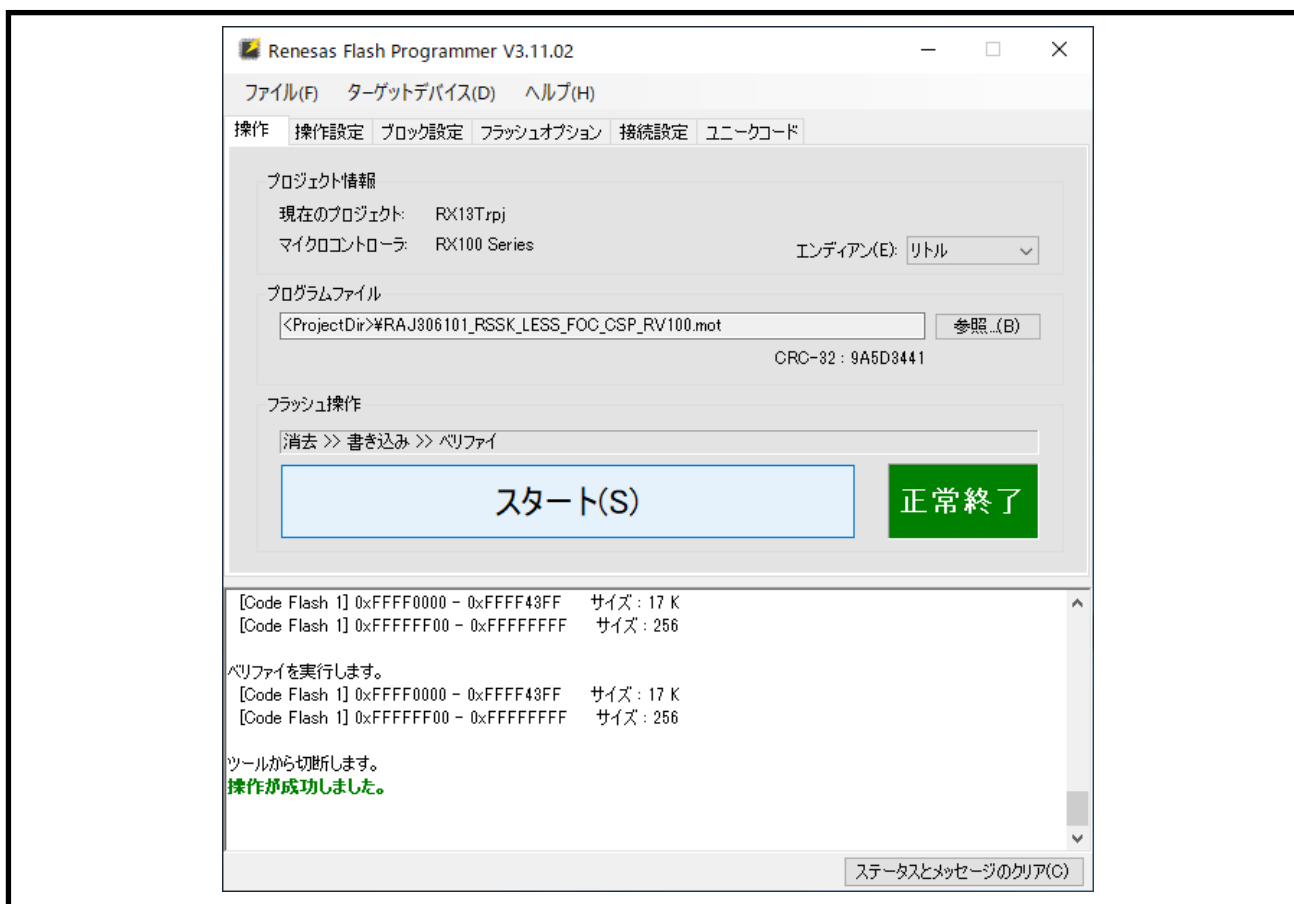 Renesas Flash Programmer V3.11.02
ファイル(F) ターゲットデバイス(D) ヘルプ(H)
操作 操作設定 ブロック設定 フラッシュオプション 接続設定 ユニークコード
プロジェクト情報
現在のプロジェクト: RX13T.rpj
マイクロコントローラ: RX100 Series
エンディアン(E): リトル
プログラムファイル
<ProjectDir>¥RAJ306101_RSSK_LESS_FOC_CSP_RV100.mot
参照...(B)
CRC-32 : 9A5D3441
フラッシュ操作
消去 >> 書き込み >> ベリファイ
スタート(S)
正常終了
[Code Flash 1] 0xFFFF0000 - 0xFFFF43FF サイズ : 17 K
[Code Flash 1] 0xFFFFFF00 - 0xFFFFFFFF サイズ : 256
ベリファイを実行します。
[Code Flash 1] 0xFFFF0000 - 0xFFFF43FF サイズ : 17 K
[Code Flash 1] 0xFFFFFF00 - 0xFFFFFFFF サイズ : 256
ツールから切断します。
操作が成功しました。
ステータスとメッセージのクリア(C)